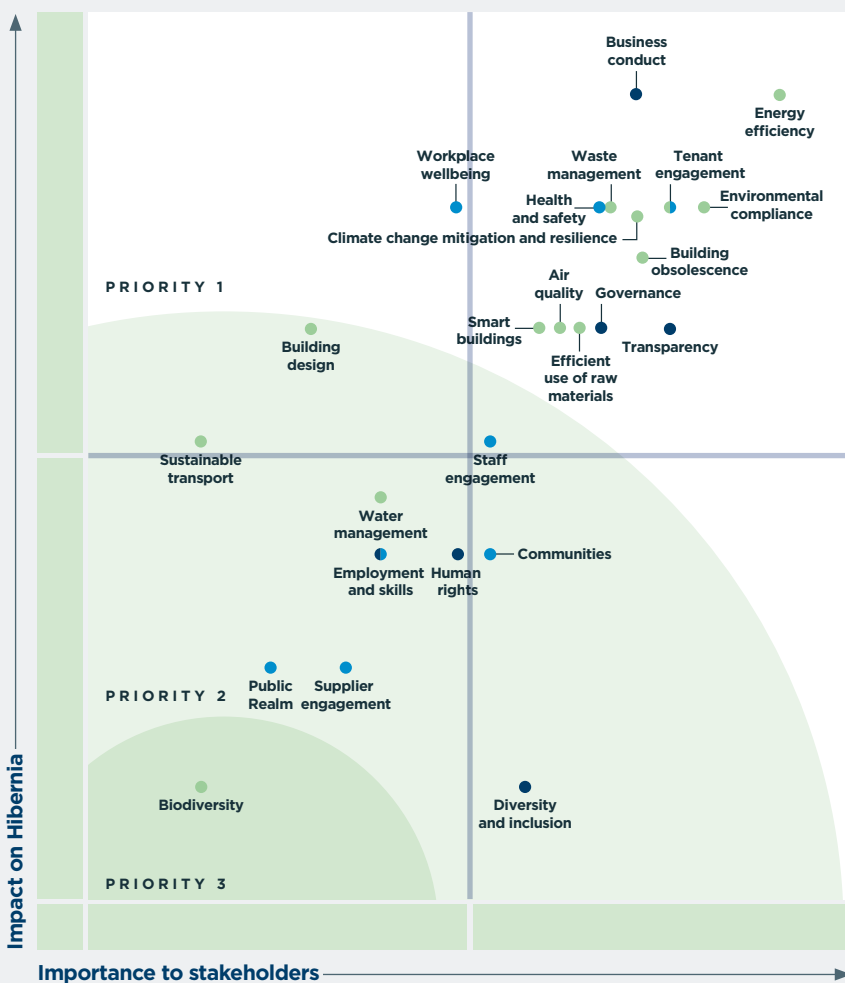 Business
conduct
Energy
efficiency
Workplace
wellbeing
Waste
management
Tenant
engagement
Health
and safety
Environmental
compliance
Climate change mitigation and resilience
Building
obsolescence
Air
quality
Governance
PRIORITY 1
Smart
buildings
Transparency
Building
design
Efficient
use of raw
materials
Sustainable
transport
Staff
engagement
Water
management
Communities
Employment
and skills
Human
rights
PRIORITY 2
Public
Realm
Supplier
engagement
Biodiversity
Diversity
and inclusion
PRIORITY 3
Impact on Hibernia
Importance to stakeholders